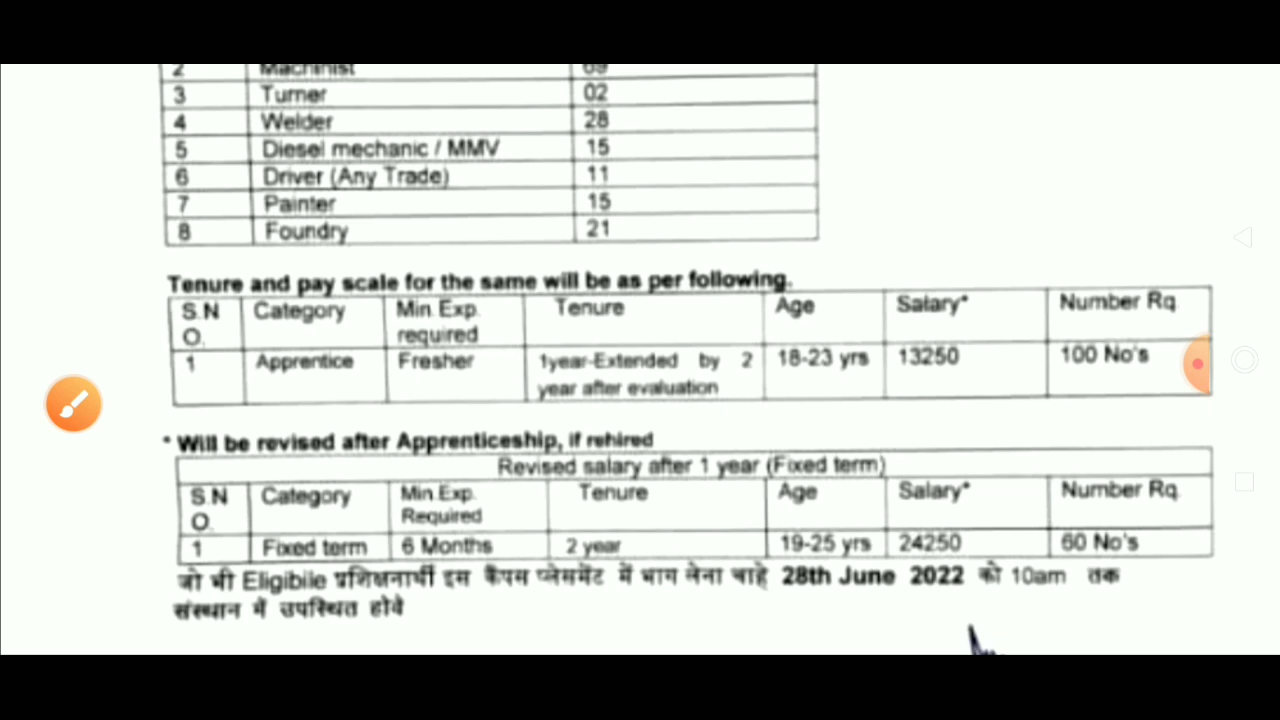 2 Machinist 69
3 Turner 02
4 Welder 28
5 Diesel mechanic / MMV 15
6 Driver (Any Trade) 11
7 Painter 15
8 Foundry 21
Tenure and pay scale for the same will be as per following.
S.N O. Category Min.Exp. required Tenure Age Salary* Number Rq.
1 Apprentice Fresher 1year-Extended by 2 year after evaluation 18-23 yrs 13250 100 No's
* Will be revised after Apprenticeship, if rehired
Revised salary after 1 year (Fixed term)
S.N O. Category Min.Exp. Required Tenure Age Salary* Number Rq.
1 Fixed term 6 Months 2 year 19-25 yrs 24250 60 No's
जो भी Eligibile प्रशिक्षनार्थी इस कैंपस प्लेसमेंट में भाग लेना चाहे 28th June 2022 को 10am तक
संस्थान में उपस्थित होवे